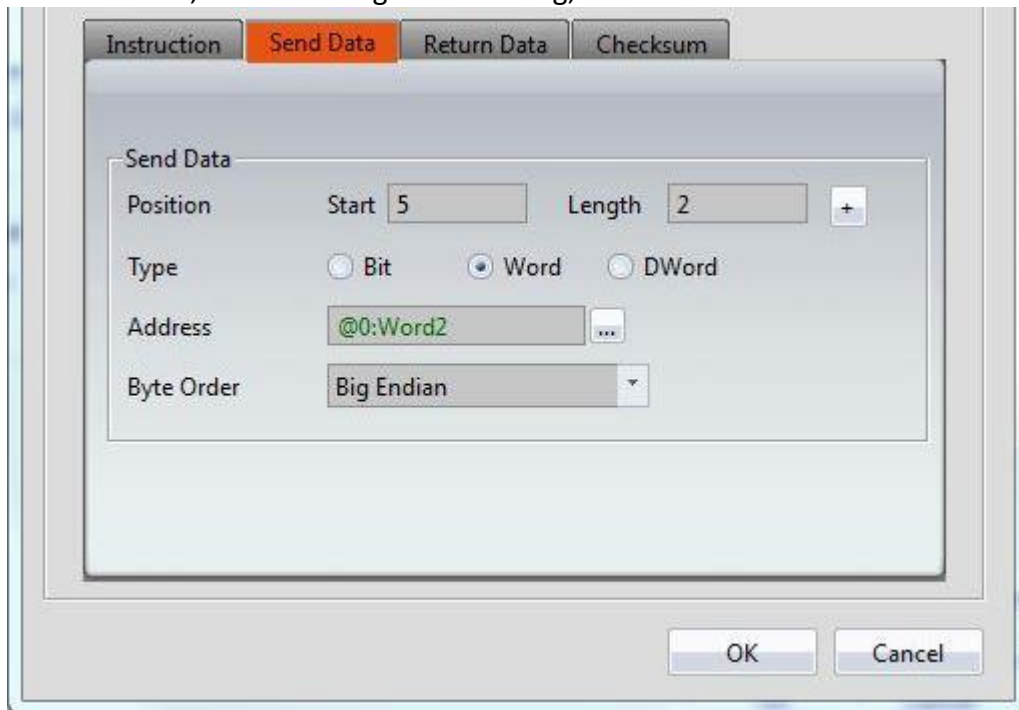 Instruction Send Data Return Data Checksum
Send Data
Position Start 5 Length 2 +
Type Bit Word DWord
Address @0:Word2 ...
Byte Order Big Endian
OK Cancel